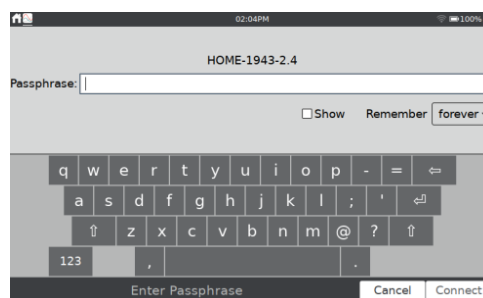 02:04PM 100%
HOME-1943-2.4
Passphrase:
Show Remember forever
q w e r t y u i o p - = ⇦
a s d f g h j k l ; ' ⏎
⇧ z x c v b n m @ ? ⇧
123 , .
Enter Passphrase Cancel Connect